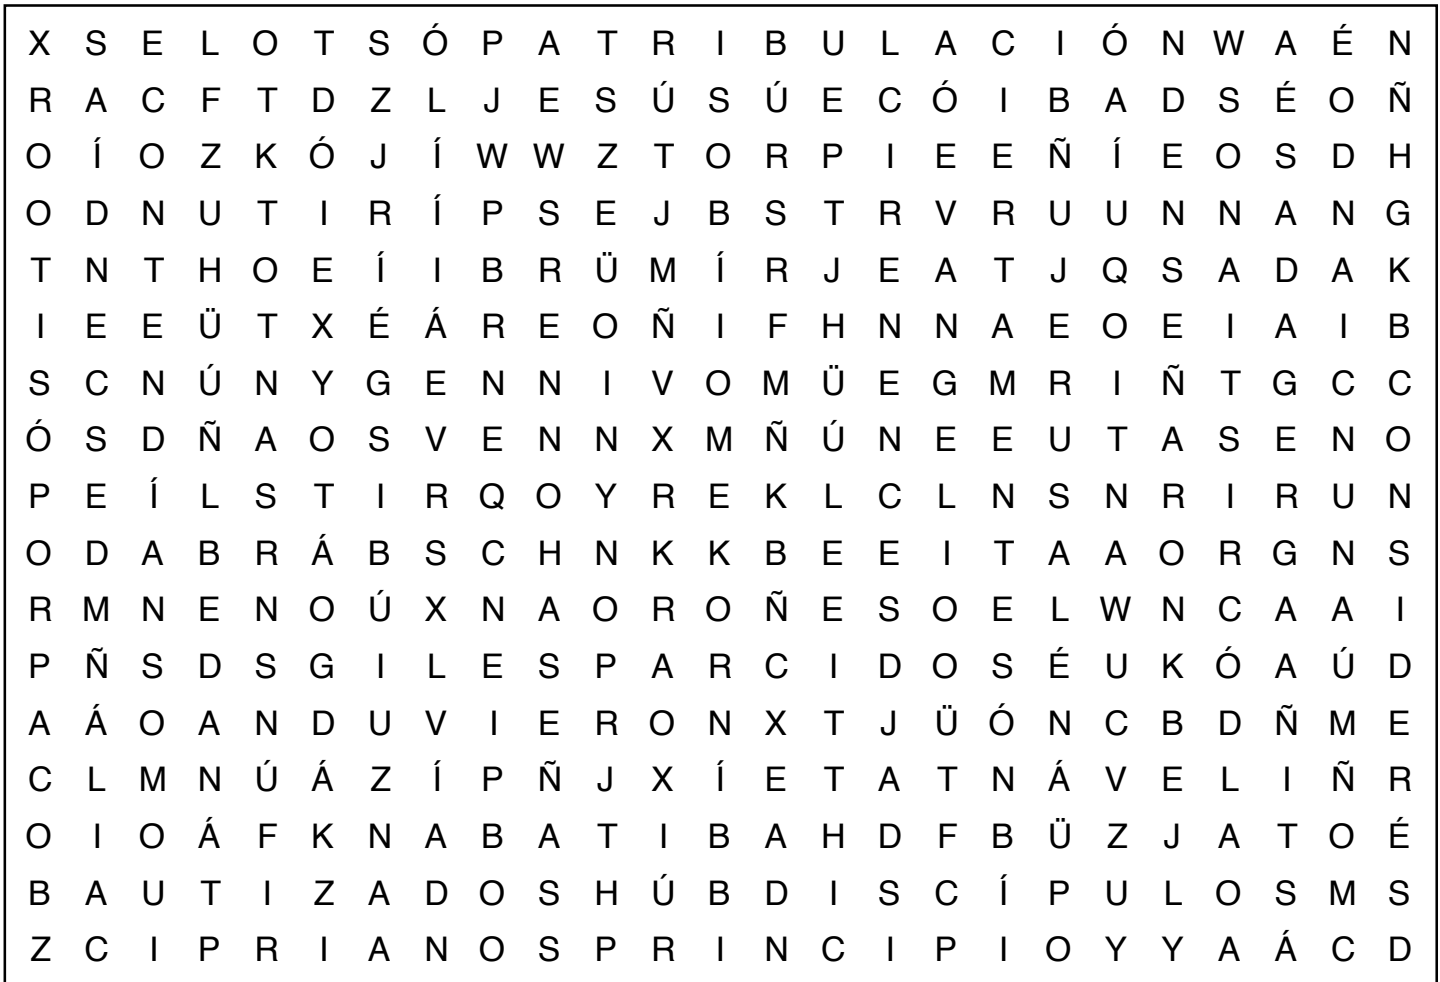 X S E L O T S Ó P A T R I B U L A C I Ó N W A É N
R A C F T D Z L J E S Ú S Ú E C Ó I B A D S É O Ñ
O Í O Z K Ó J Í W W Z T O R P I E E Ñ Í E O S D H
O D N U T I R Í P S E J B S T R V R U U N N A N G
T N T H O E Í I B R Ü M Í R J E A T J Q S A D A K
I E E Ü T X É Á R E O Ñ I F H N N A E O E I A I B
S C N Ú N Y G E N N I V O M Ü E G M R I Ñ T G C C
Ó S D Ñ A O S V E N N X M Ñ Ú N E E U T A S E N O
P E Í L S T I R Q O Y R E K L C L N S N R I R U N
O D A B R Á B S C H N K K B E E I T A A O R G N S
R M N E N O Ú X N A O R O Ñ E S O E L W N C A A I
P Ñ S D S G I L E S P A R C I D O S É U K Ó A Ú D
A Á O A N D U V I E R O N X T J Ü Ó N C B D Ñ M E
C L M N Ú Á Z Í P Ñ J X Í E T A T N Á V E L I Ñ R
O I O Á F K N A B A T I B A H D F B Ü Z J A T O É
B A U T I Z A D O S H Ú B D I S C Í P U L O S M S
Z C I P R I A N O S P R I N C I P I O Y Y A Á C D